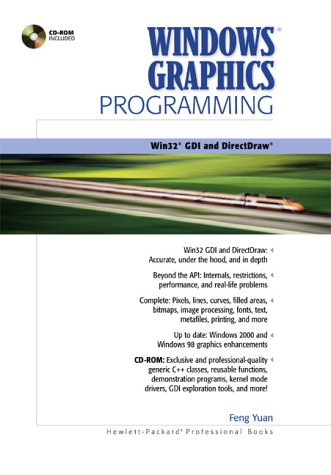 CD-ROM
INCLUDED
WINDOWS®
GRAPHICS
PROGRAMMING
Win32® GDI and DirectDraw®
Win32 GDI and DirectDraw:
Accurate, under the hood, and in depth
Beyond the API: Internals, restrictions,
performance, and real-life problems
Complete: Pixels, lines, curves, filled areas,
bitmaps, image processing, fonts, text,
metafiles, printing, and more
Up to date: Windows 2000 and
Windows 98 graphics enhancements
CD-ROM: Exclusive and professional-quality
generic C++ classes, reusable functions,
demonstration programs, kernel mode
drivers, GDI exploration tools, and more!
Feng Yuan
Hewlett-Packard® Professional Books